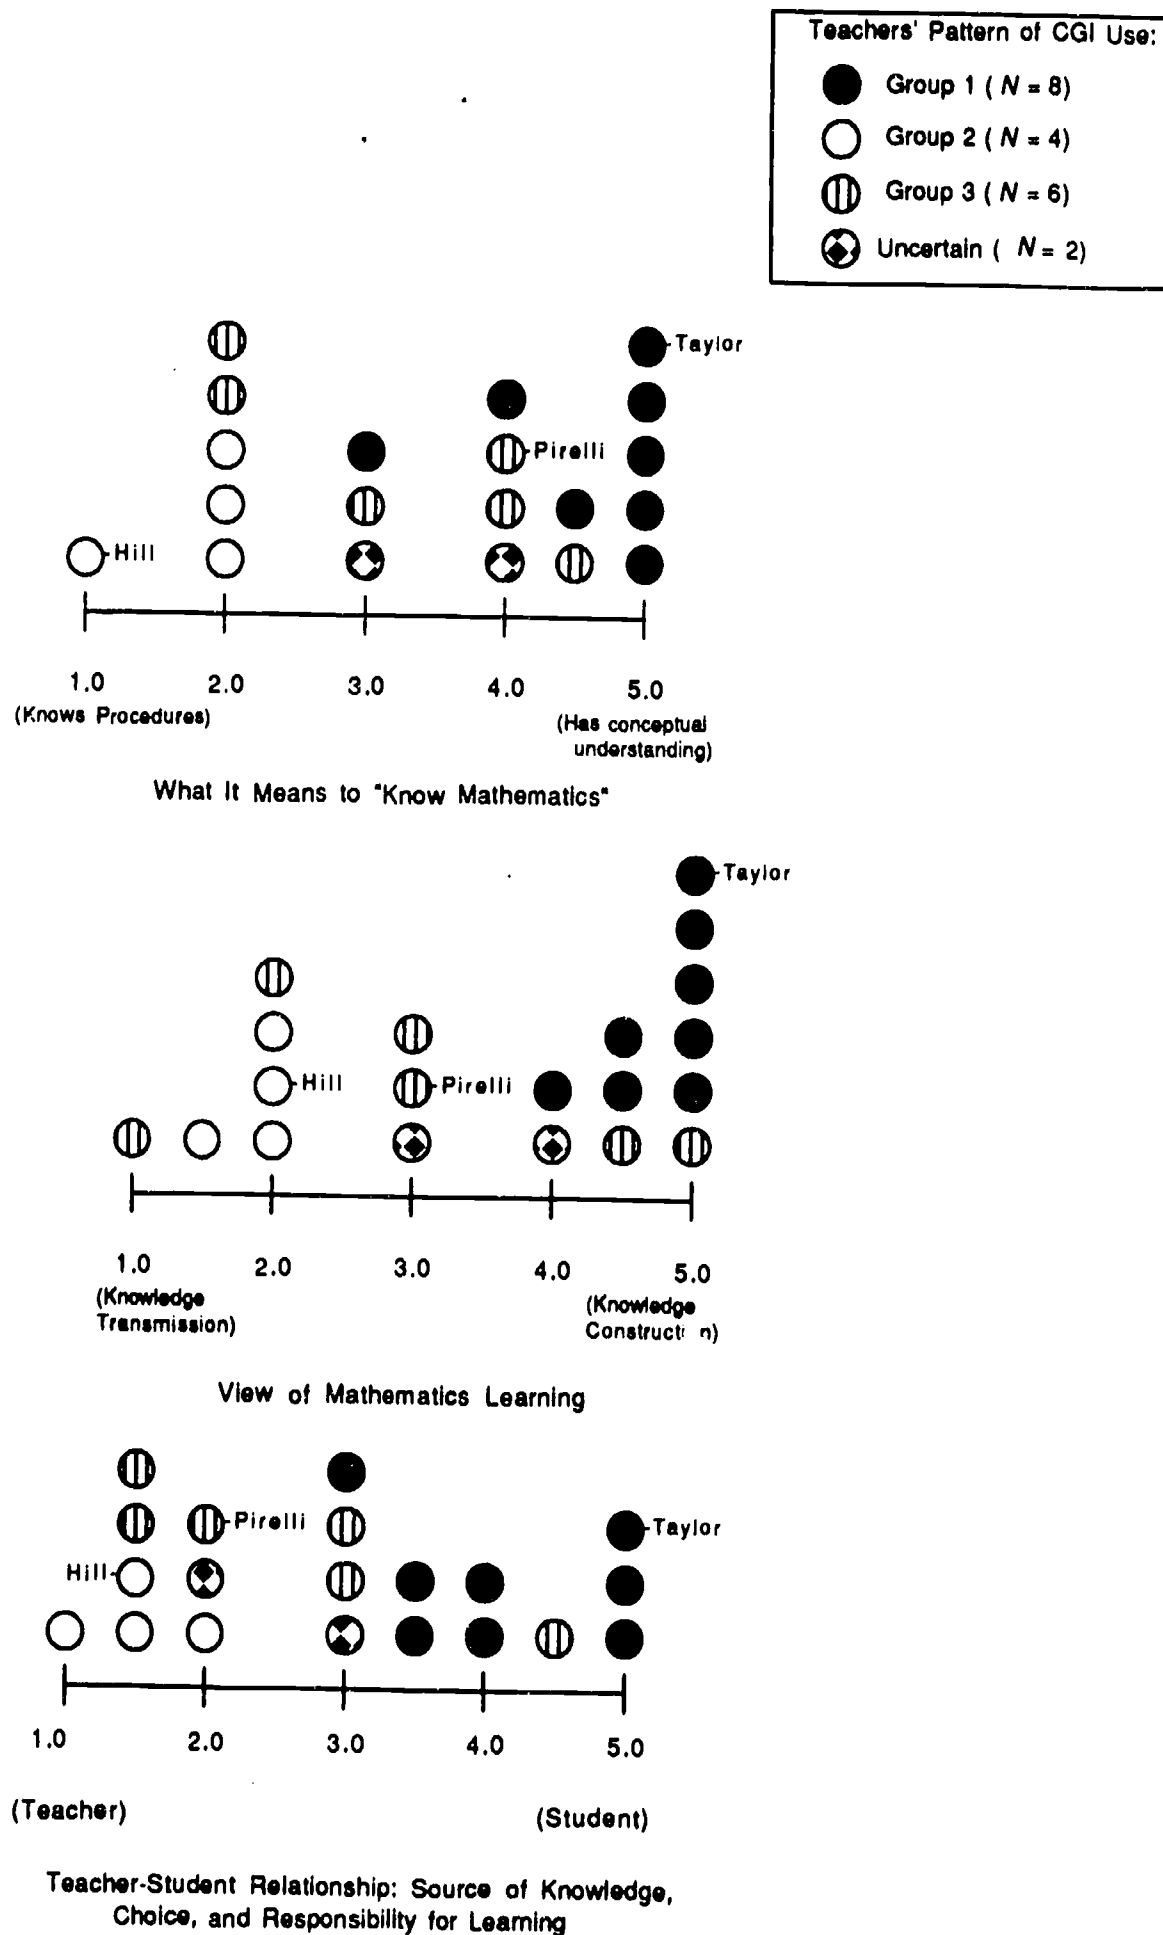 Teachers' Pattern of CGI Use:
Group 1 ( N = 8)
Group 2 ( N = 4)
Group 3 ( N = 6)
Uncertain ( N = 2)
Taylor
Pirelli
Hill
1.0 2.0 3.0 4.0 5.0
(Knows Procedures) (Has conceptual
understanding)
What It Means to "Know Mathematics"
Taylor
Hill Pirelli
1.0 2.0 3.0 4.0 5.0
(Knowledge (Knowledge
Transmission) Constructi n)
View of Mathematics Learning
Pirelli Taylor
Hill
1.0 2.0 3.0 4.0 5.0
(Teacher) (Student)
Teacher-Student Relationship: Source of Knowledge,
Choice, and Responsibility for Learning